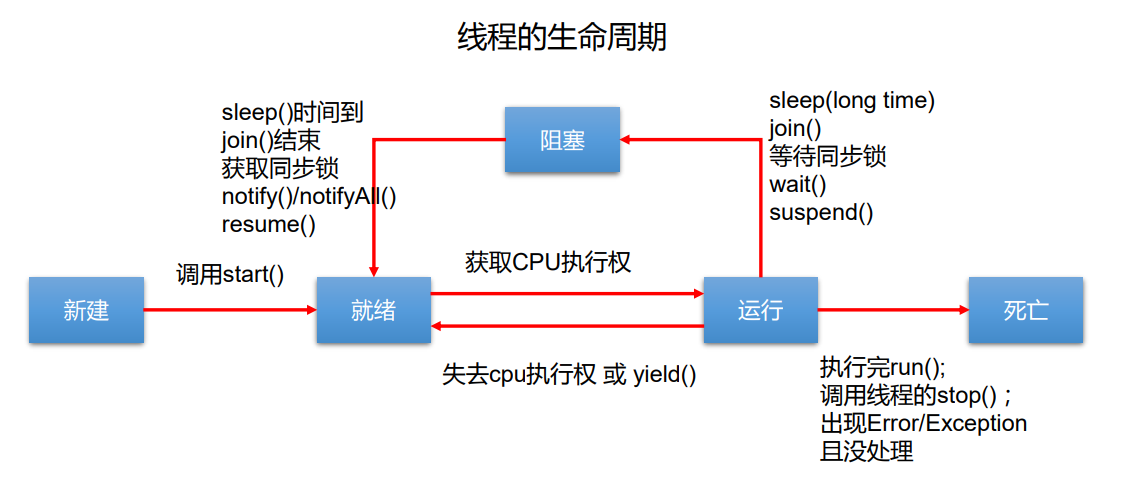 线程的生命周期
sleep()时间到
join()结束
获取同步锁
notify()/notifyAll()
resume()
阻塞
sleep(long time)
join()
等待同步锁
wait()
suspend()
调用start()
获取CPU执行权
新建
就绪
运行
死亡
失去cpu执行权 或 yield()
执行完run();
调用线程的stop() ;
出现Error/Exception
且没处理